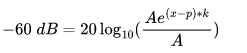 −60 dB = 20 log₁₀(Ae^{(x−p)*k}/A)